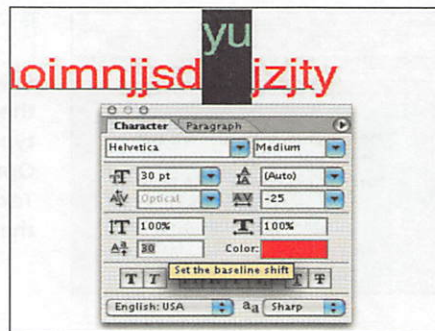 yu
oimnjjsd jzjty
Character Paragraph
Helvetica Medium
30 pt (Auto)
Optical -25
100% 100%
30 Color:
Set the baseline shift
T T T
English: USA aa Sharp